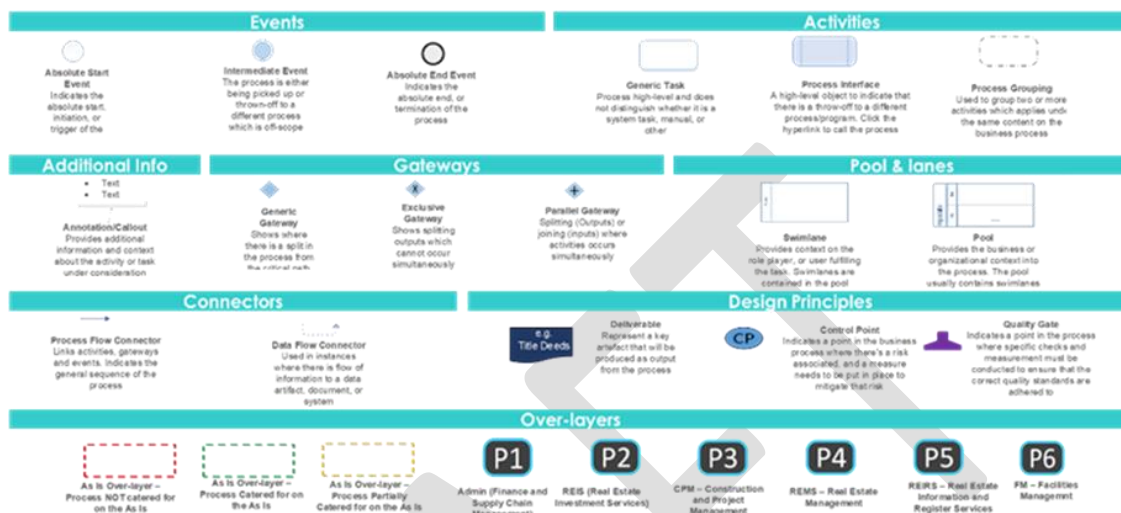 Events
Absolute Start
Event
Indicates the
absolute start,
initiation, or
trigger of the
Intermediate Event
The process is either
being picked up or
thrown-off to a
different process
which is off-scope
Absolute End Event
Indicates the
absolute end, or
termination of the
process
Activities
Generic Task
Process high-level and does
not distinguish whether it is a
system task, manual, or
other
Process Interface
A high-level object to indicate that
there is a throw-off to a different
process/program. Click the
hyperlink to call the process
Process Grouping
Used to group two or more
activities which applies unde
the same content on the
business process
Additional Info
• Text
• Text
Annotation/Callout
Provides additional
information and context
about the activity or task
under consideration
Gateways
Generic
Gateway
Shows where
there is a split in
the process from
the critical path
X
Exclusive
Gateway
Shows splitting
outputs which
cannot occur
simultaneously
Parallel Gateway
Splitting (Outputs) or
joining (inputs) where
activities occurs
simultaneously
Pool & lanes
Swimlane
Provides context on the
role player, or user fulfilling
the task. Swimlanes are
contained in the pool
Pool
Provides the business or
organizational context into
the process. The pool
usually contains swimlanes
Connectors
Process Flow Connector
Links activities, gateways
and events. Indicates the
general sequence of the
process
Data Flow Connector
Used in instances
where there is flow of
information to a data
artifact, document, or
system
Design Principles
e.g.
Title Deeds
Deliverable
Represent a key
artefact that will be
produced as output
from the process
CP
Control Point
Indicates a point in the business
process where there's a risk
associated, and a measure
needs to be put in place to
mitigate that risk
Quality Gate
Indicates a point in the process
where specific checks and
measurement must be
conducted to ensure that the
correct quality standards are
adhered to
Over-layers
As Is Over-layer –
Process NOT catered for
on the As Is
As Is Over-layer –
Process Catered for on
the As Is
As Is Over-layer –
Process Partially
Catered for on the As Is
P1
Admin (Finance and
Supply Chain
Management)
P2
REIS (Real Estate
Investment Services)
P3
CPM – Construction
and Project
Management
P4
REMS – Real Estate
Management
P5
REIRS – Real Estate
Information and
Register Services
P6
FM – Facilities
Managemnt